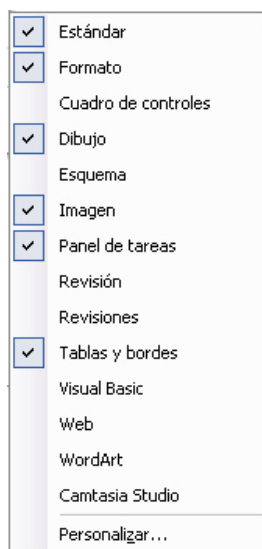 Estándar
Formato
Cuadro de controles
Dibujo
Esquema
Imagen
Panel de tareas
Revisión
Revisiones
Tablas y bordes
Visual Basic
Web
WordArt
Camtasia Studio
Personalizar...